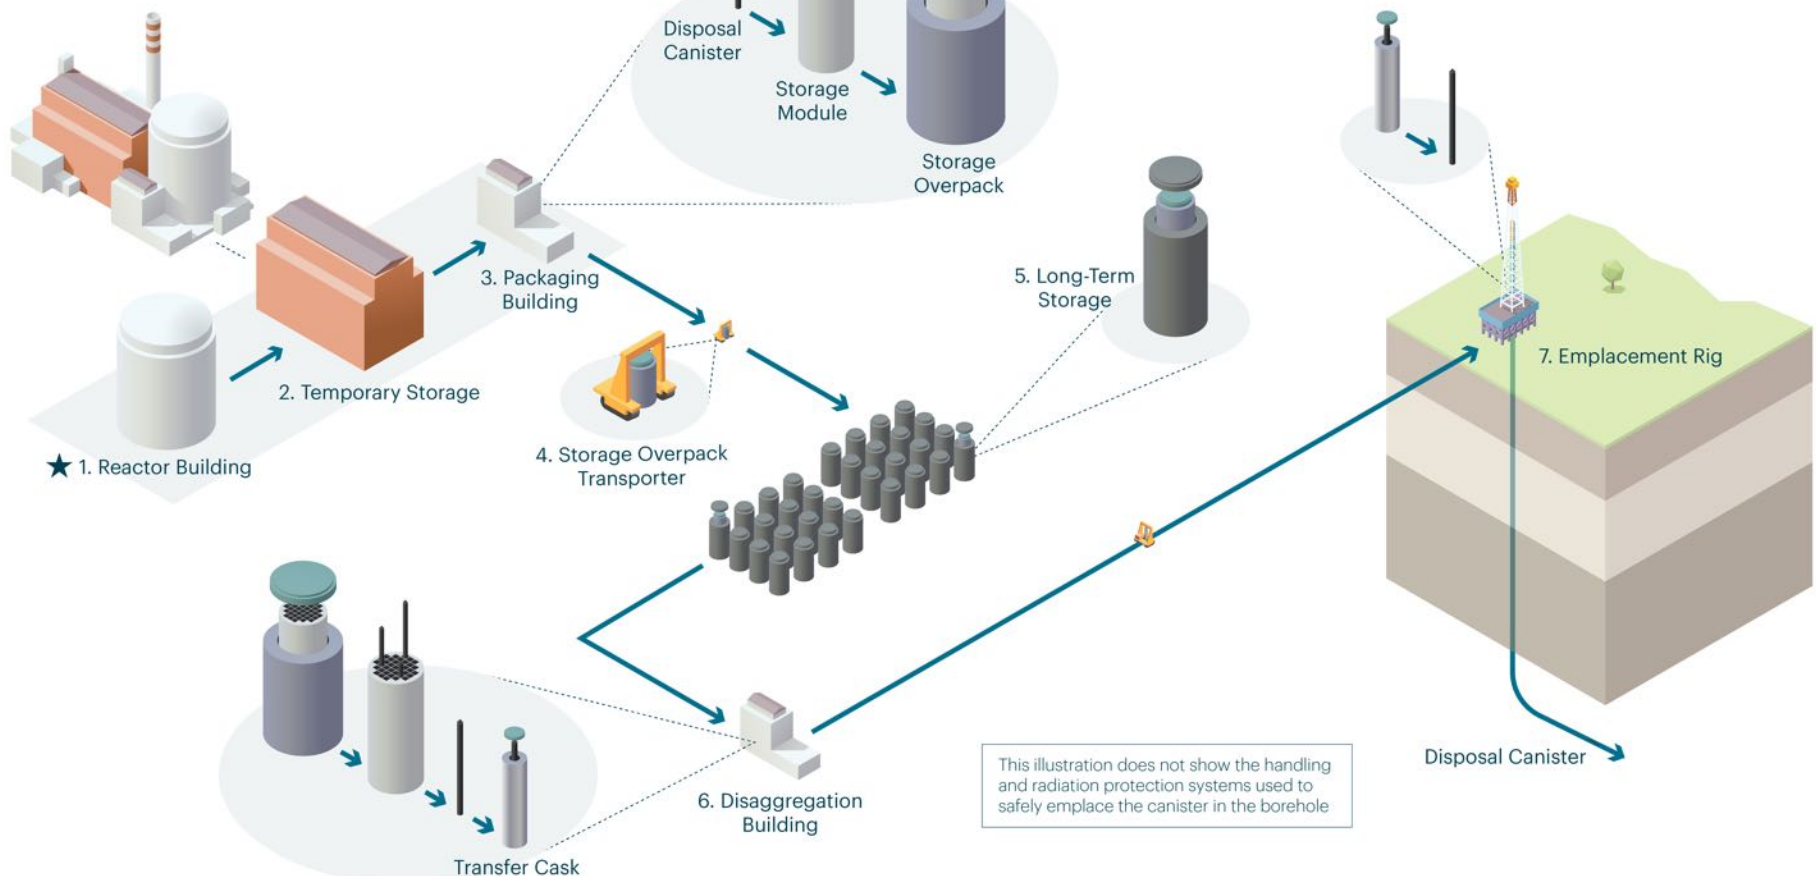 Disposal
Canister
Storage
Module
Storage
Overpack
★ 1. Reactor Building
2. Temporary Storage
3. Packaging
Building
4. Storage Overpack
Transporter
5. Long-Term
Storage
6. Disaggregation
Building
Transfer Cask
7. Emplacement Rig
Disposal Canister
This illustration does not show the handling
and radiation protection systems used to
safely emplace the canister in the borehole